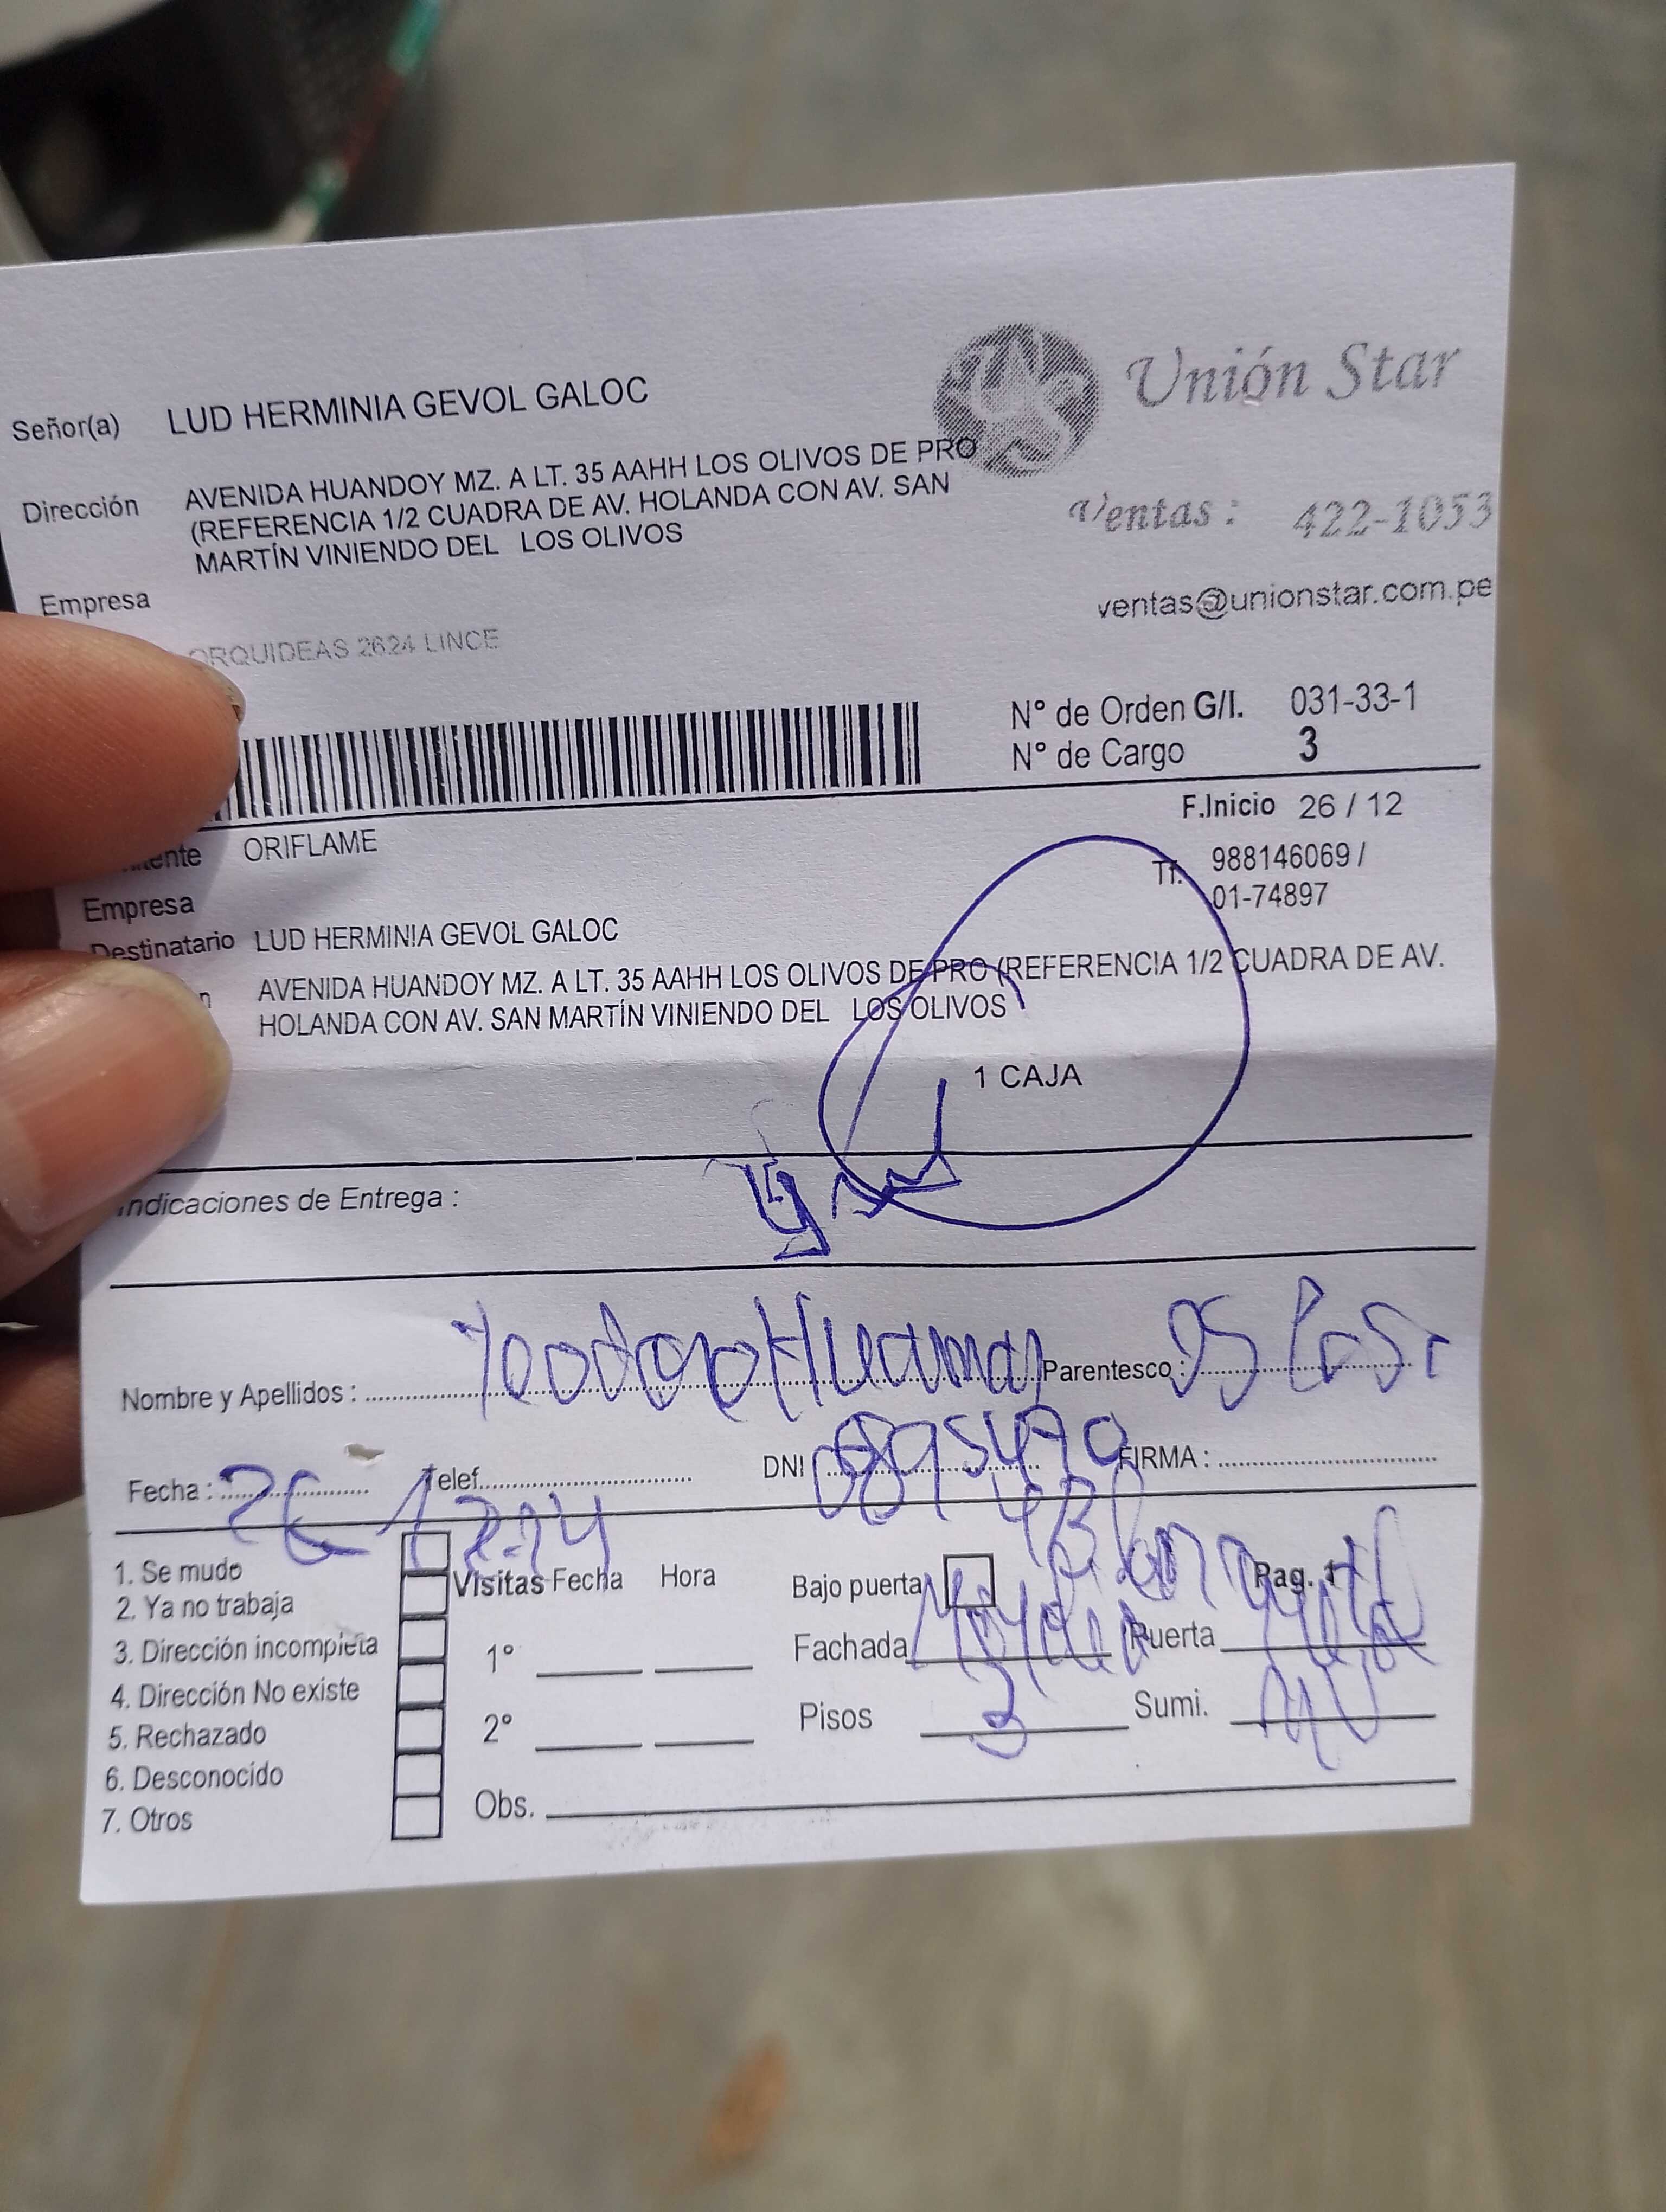 Unión Star
Señor(a) LUD HERMINIA GEVOL GALOC
Dirección AVENIDA HUANDOY MZ. A LT. 35 AAHH LOS OLIVOS DE PRO
(REFERENCIA 1/2 CUADRA DE AV. HOLANDA CON AV. SAN
MARTÍN VINIENDO DEL LOS OLIVOS
Ventas : 422-1053
Empresa
ventas@unionstar.com.pe
ORQUIDEAS 2624 LINCE
N° de Orden G/I. 031-33-1
N° de Cargo 3
F.Inicio 26 / 12
ORIFLAME
Tf. 988146069 /
01-74897
Empresa
Destinatario LUD HERMINIA GEVOL GALOC
AVENIDA HUANDOY MZ. A LT. 35 AAHH LOS OLIVOS DE PRO (REFERENCIA 1/2 CUADRA DE AV.
HOLANDA CON AV. SAN MARTÍN VINIENDO DEL LOS OLIVOS
1 CAJA
Indicaciones de Entrega :
Nombre y Apellidos : Huaman Parentesco :
Fecha : Telef. DNI FIRMA :
1. Se mudo
2. Ya no trabaja
3. Dirección incompleta
4. Dirección No existe
5. Rechazado
6. Desconocido
7. Otros
Visitas Fecha Hora
1°
2°
Obs.
Bajo puerta Pag. 1
Fachada Puerta
Pisos 3 Sumi.